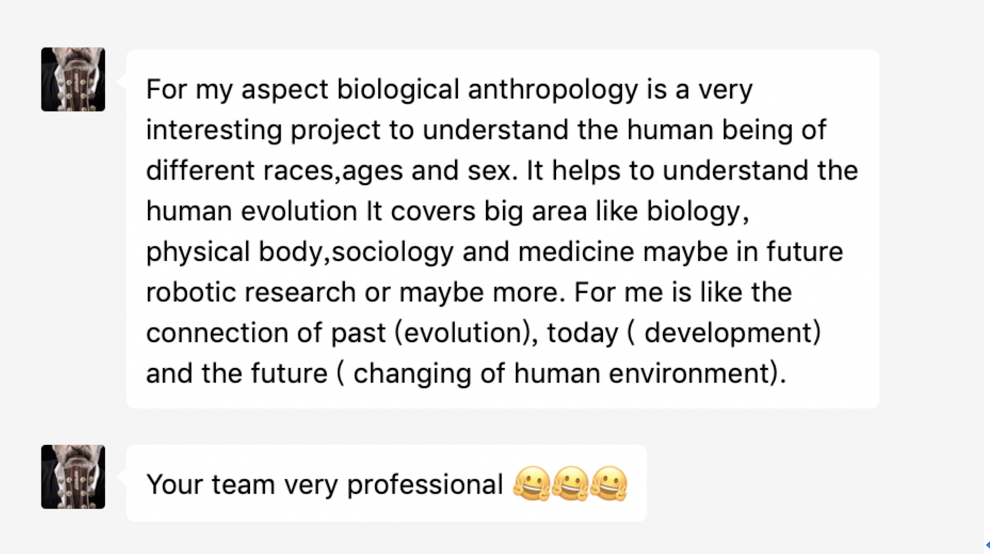 For my aspect biological anthropology is a very
interesting project to understand the human being of
different races,ages and sex. It helps to understand the
human evolution It covers big area like biology,
physical body,sociology and medicine maybe in future
robotic research or maybe more. For me is like the
connection of past (evolution), today ( development)
and the future ( changing of human environment).
Your team very professional 🤗🤗🤗